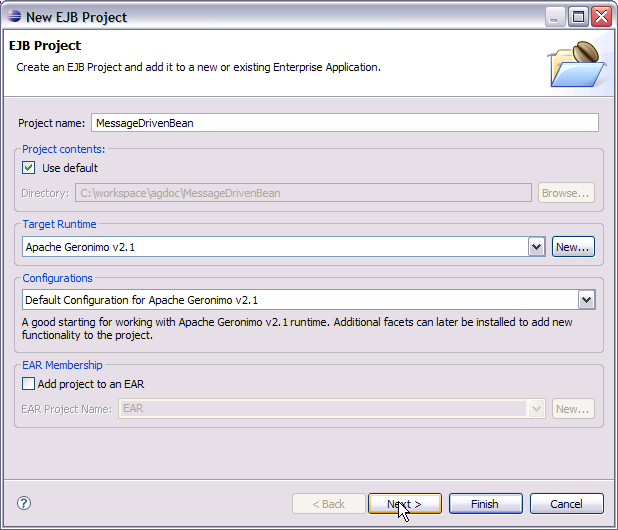 New EJB Project
EJB Project
Create an EJB Project and add it to a new or existing Enterprise Application.
Project name: MessageDrivenBean
Project contents:
Use default
Directory: C:\workspace\agdoc\MessageDrivenBean Browse...
Target Runtime
Apache Geronimo v2.1 New...
Configurations
Default Configuration for Apache Geronimo v2.1
A good starting for working with Apache Geronimo v2.1 runtime. Additional facets can later be installed to add new
functionality to the project.
EAR Membership
Add project to an EAR
EAR Project Name: EAR New...
? < Back Next > Finish Cancel